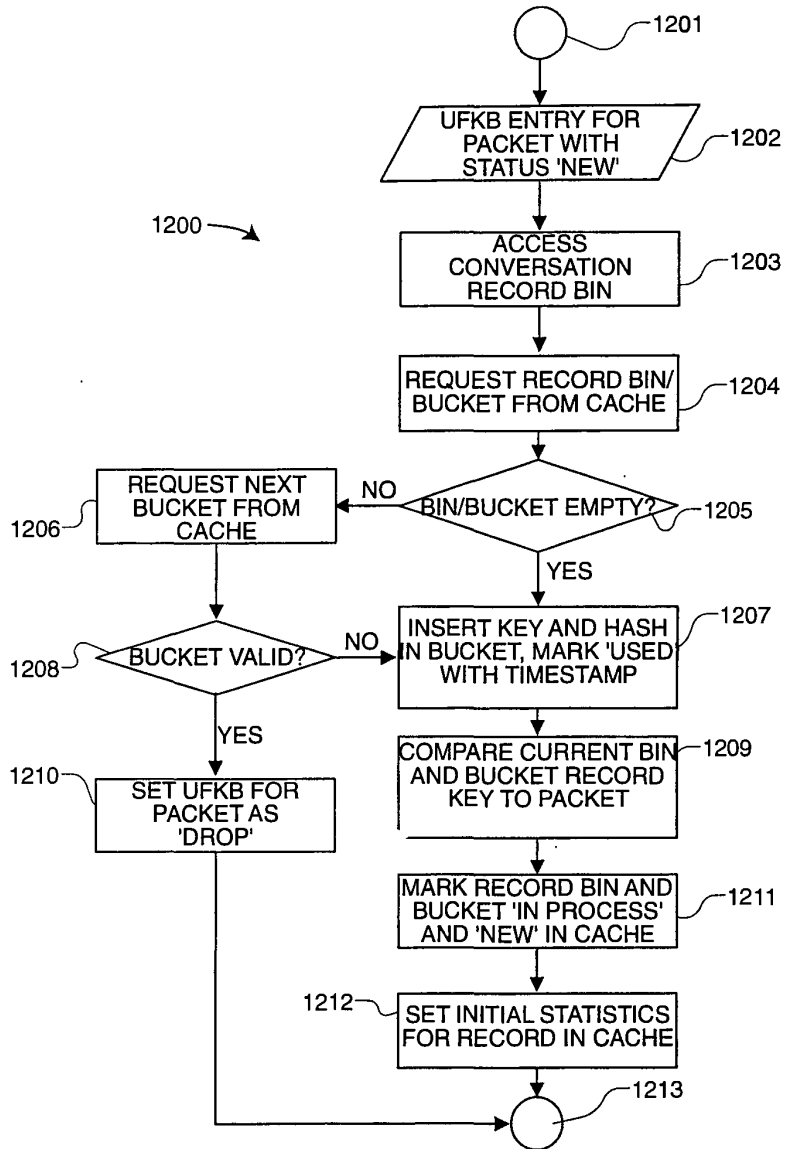 1201
UFKB ENTRY FOR
PACKET WITH
STATUS 'NEW'
1202
1200
ACCESS
CONVERSATION
RECORD BIN
1203
REQUEST RECORD BIN/
BUCKET FROM CACHE
1204
REQUEST NEXT
BUCKET FROM
CACHE
1206
NO
BIN/BUCKET EMPTY?
1205
YES
BUCKET VALID?
1208
NO
INSERT KEY AND HASH
IN BUCKET, MARK 'USED'
WITH TIMESTAMP
1207
YES
COMPARE CURRENT BIN
AND BUCKET RECORD
KEY TO PACKET
1209
1210
SET UFKB FOR
PACKET AS
'DROP'
MARK RECORD BIN AND
BUCKET 'IN PROCESS'
AND 'NEW' IN CACHE
1211
1212
SET INITIAL STATISTICS
FOR RECORD IN CACHE
1213